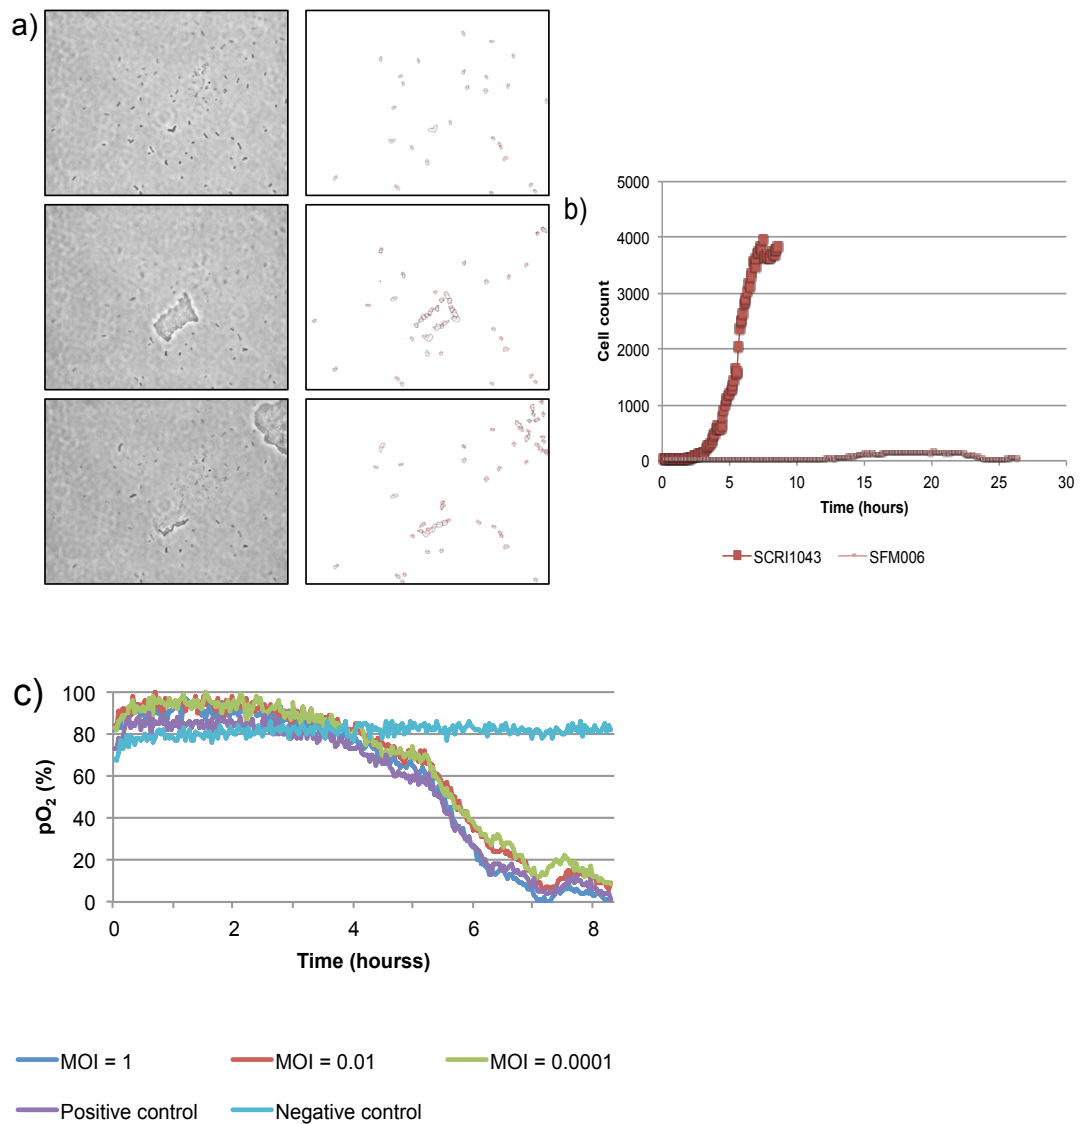 a)
b)
5000
4000
3000
2000
1000
0
Cell count
0 5 10 15 20 25 30
Time (hours)
SCRI1043 SFM006
c)
100
80
60
40
20
0
pO2 (%)
0 2 4 6 8
Time (hourss)
MOI = 1 MOI = 0.01 MOI = 0.0001
Positive control Negative control